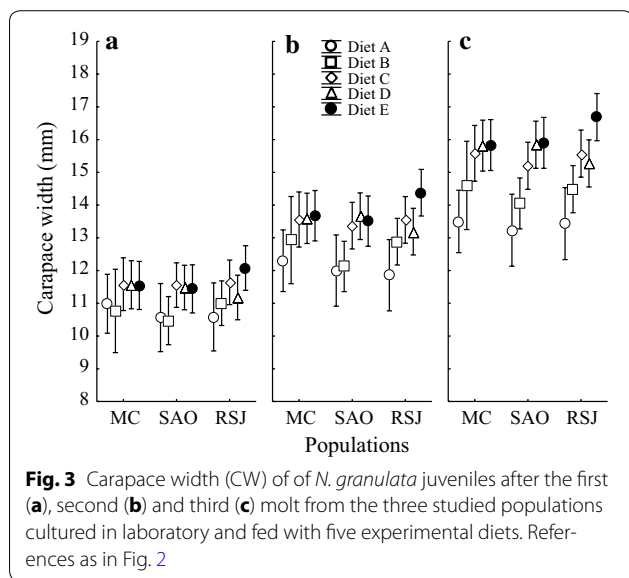 a
b
c
Diet A
Diet B
Diet C
Diet D
Diet E
Carapace width (mm)
19
18
17
16
15
14
13
12
11
10
9
8
MC SAO RSJ MC SAO RSJ MC SAO RSJ
Populations
Fig. 3 Carapace width (CW) of of N. granulata juveniles after the first
(a), second (b) and third (c) molt from the three studied populations
cultured in laboratory and fed with five experimental diets. Refer-
ences as in Fig. 2